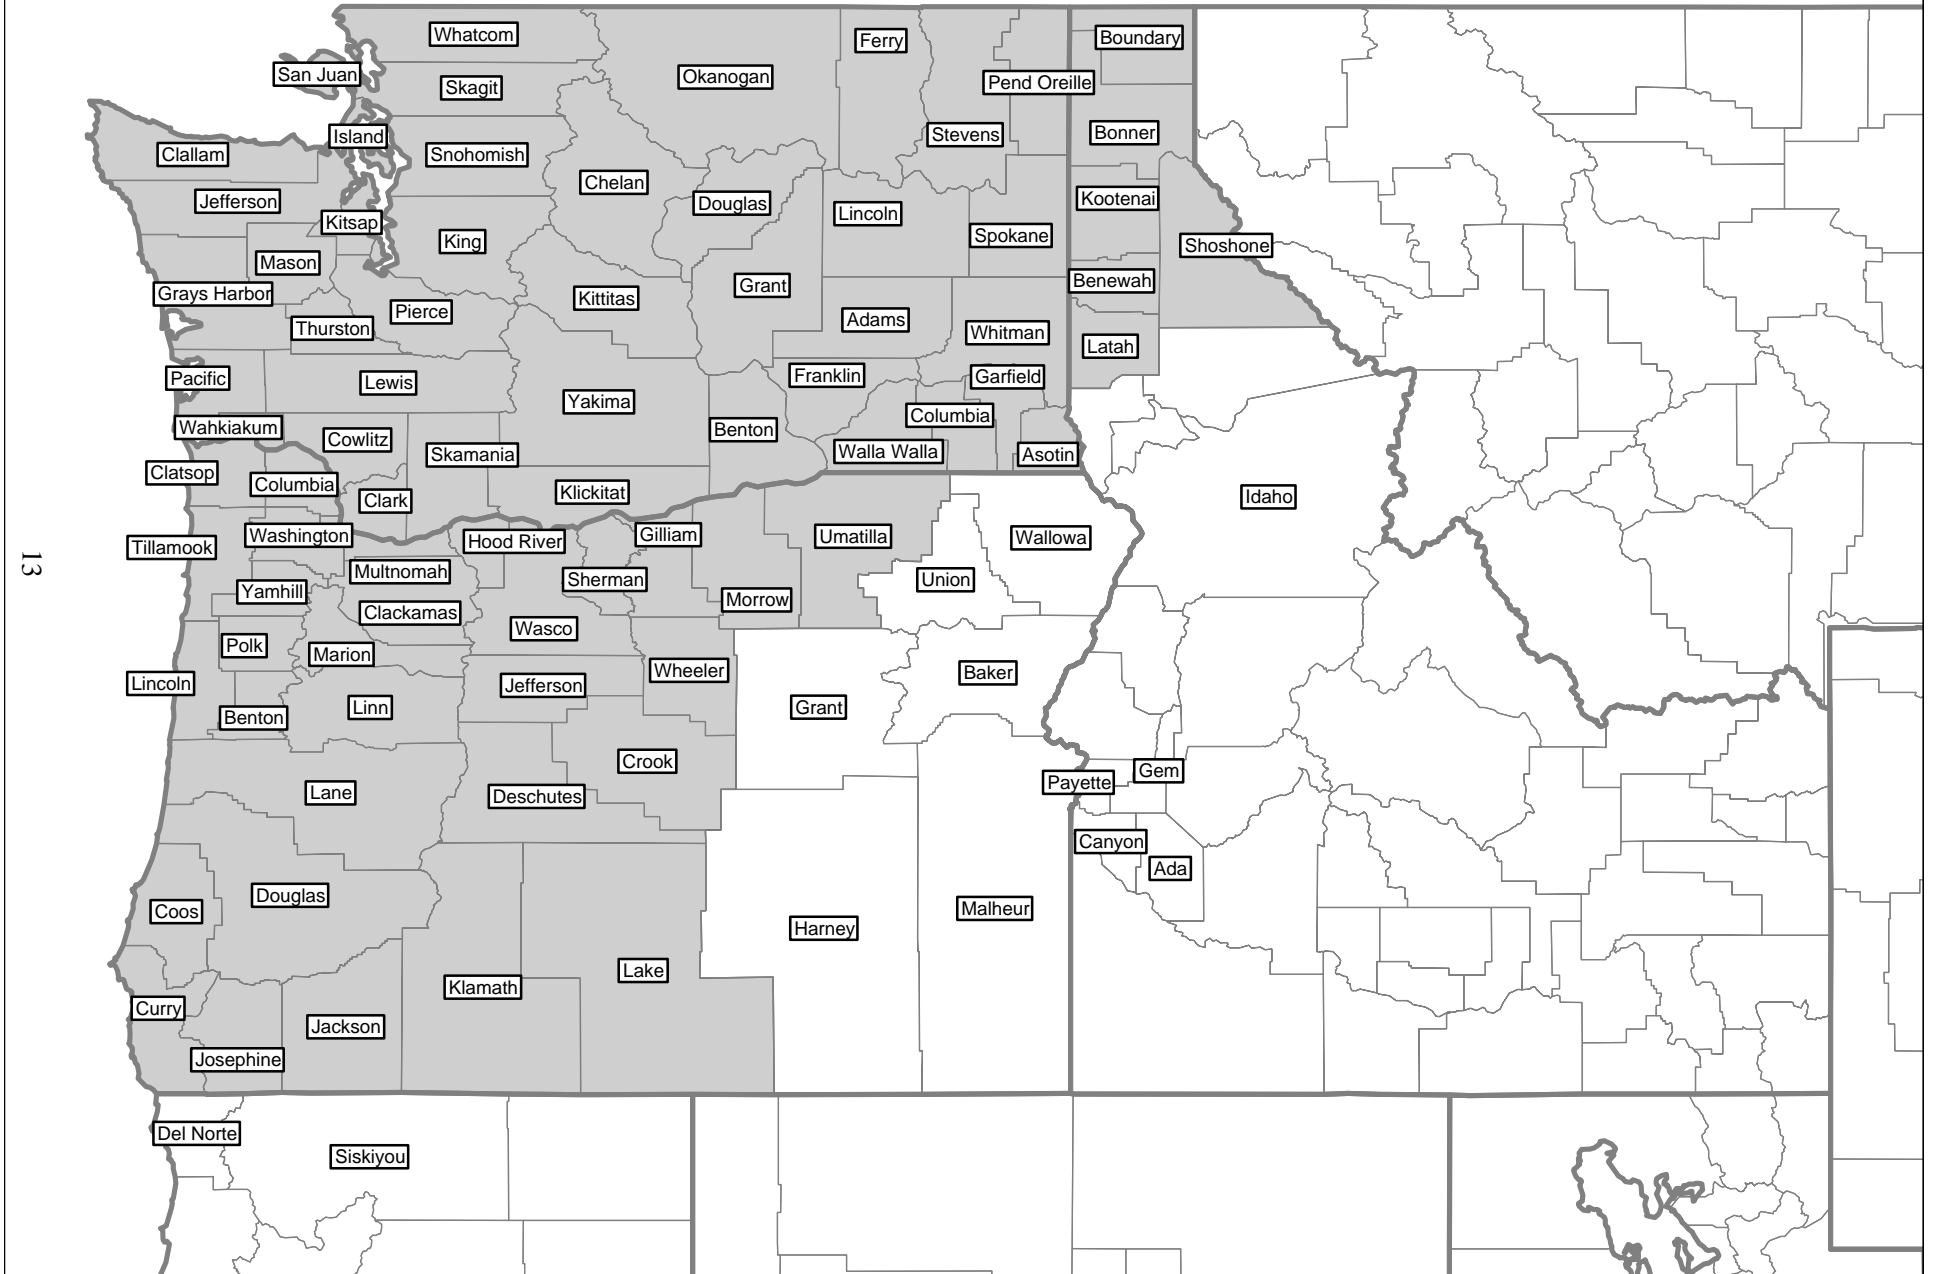 Whatcom
Ferry
Boundary
San Juan
Okanogan
Skagit
Pend Oreille
Island
Stevens
Bonner
Clallam
Snohomish
Chelan
Jefferson
Douglas
Lincoln
Kootenai
Kitsap
King
Spokane
Shoshone
Mason
Grant
Benewah
Grays Harbor
Kittitas
Pierce
Adams
Thurston
Whitman
Latah
Pacific
Lewis
Franklin
Garfield
Yakima
Columbia
Wahkiakum
Cowlitz
Benton
Skamania
Walla Walla
Asotin
Clatsop
Columbia
Clark
Klickitat
Idaho
Washington
Hood River
Gilliam
Umatilla
Wallowa
Tillamook
13
Multnomah
Sherman
Union
Yamhill
Morrow
Clackamas
Wasco
Polk
Marion
Wheeler
Baker
Lincoln
Jefferson
Linn
Grant
Benton
Crook
Gem
Payette
Lane
Deschutes
Canyon
Ada
Douglas
Coos
Malheur
Harney
Lake
Klamath
Curry
Jackson
Josephine
Del Norte
Siskiyou